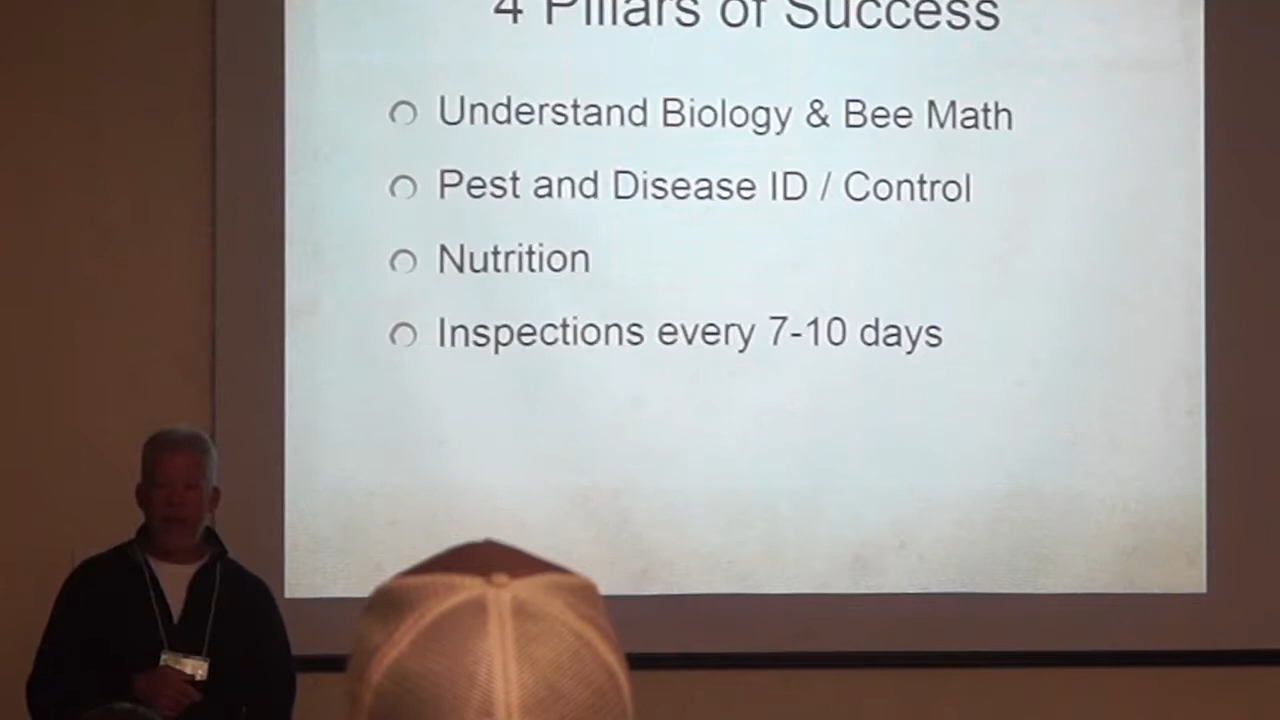 4 Pillars of Success
Understand Biology & Bee Math
Pest and Disease ID / Control
Nutrition
Inspections every 7-10 days